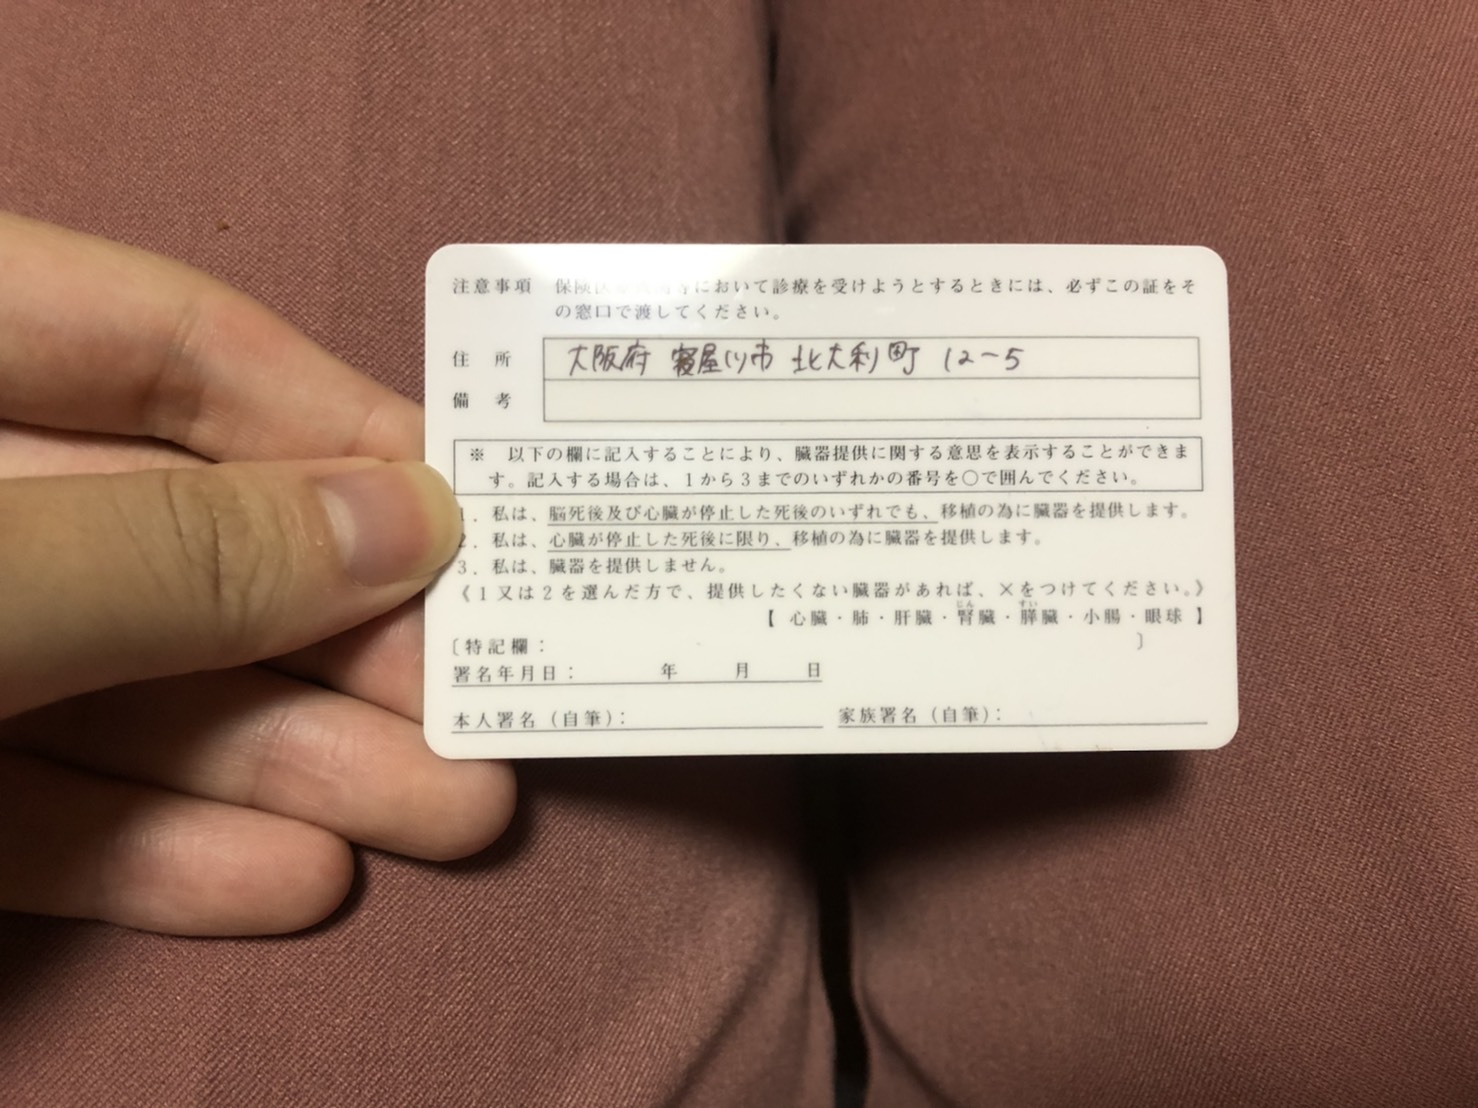 注意事項 保険医療機関等において診療を受けようとするときには、必ずこの証をそ
の窓口で渡してください。
住所 大阪府 寝屋川市 北大利町 12-5
備考
※ 以下の欄に記入することにより、臓器提供に関する意思を表示することができま
す。記入する場合は、1から3までのいずれかの番号を○で囲んでください。
1. 私は、脳死後及び心臓が停止した死後のいずれでも、移植の為に臓器を提供します。
2. 私は、心臓が停止した死後に限り、移植の為に臓器を提供します。
3. 私は、臓器を提供しません。
《1又は2を選んだ方で、提供したくない臓器があれば、×をつけてください。》
【 心臓・肺・肝臓・腎臓・膵臓・小腸・眼球 】
〔特記欄: 〕
署名年月日: 年 月 日
本人署名(自筆): 家族署名(自筆):